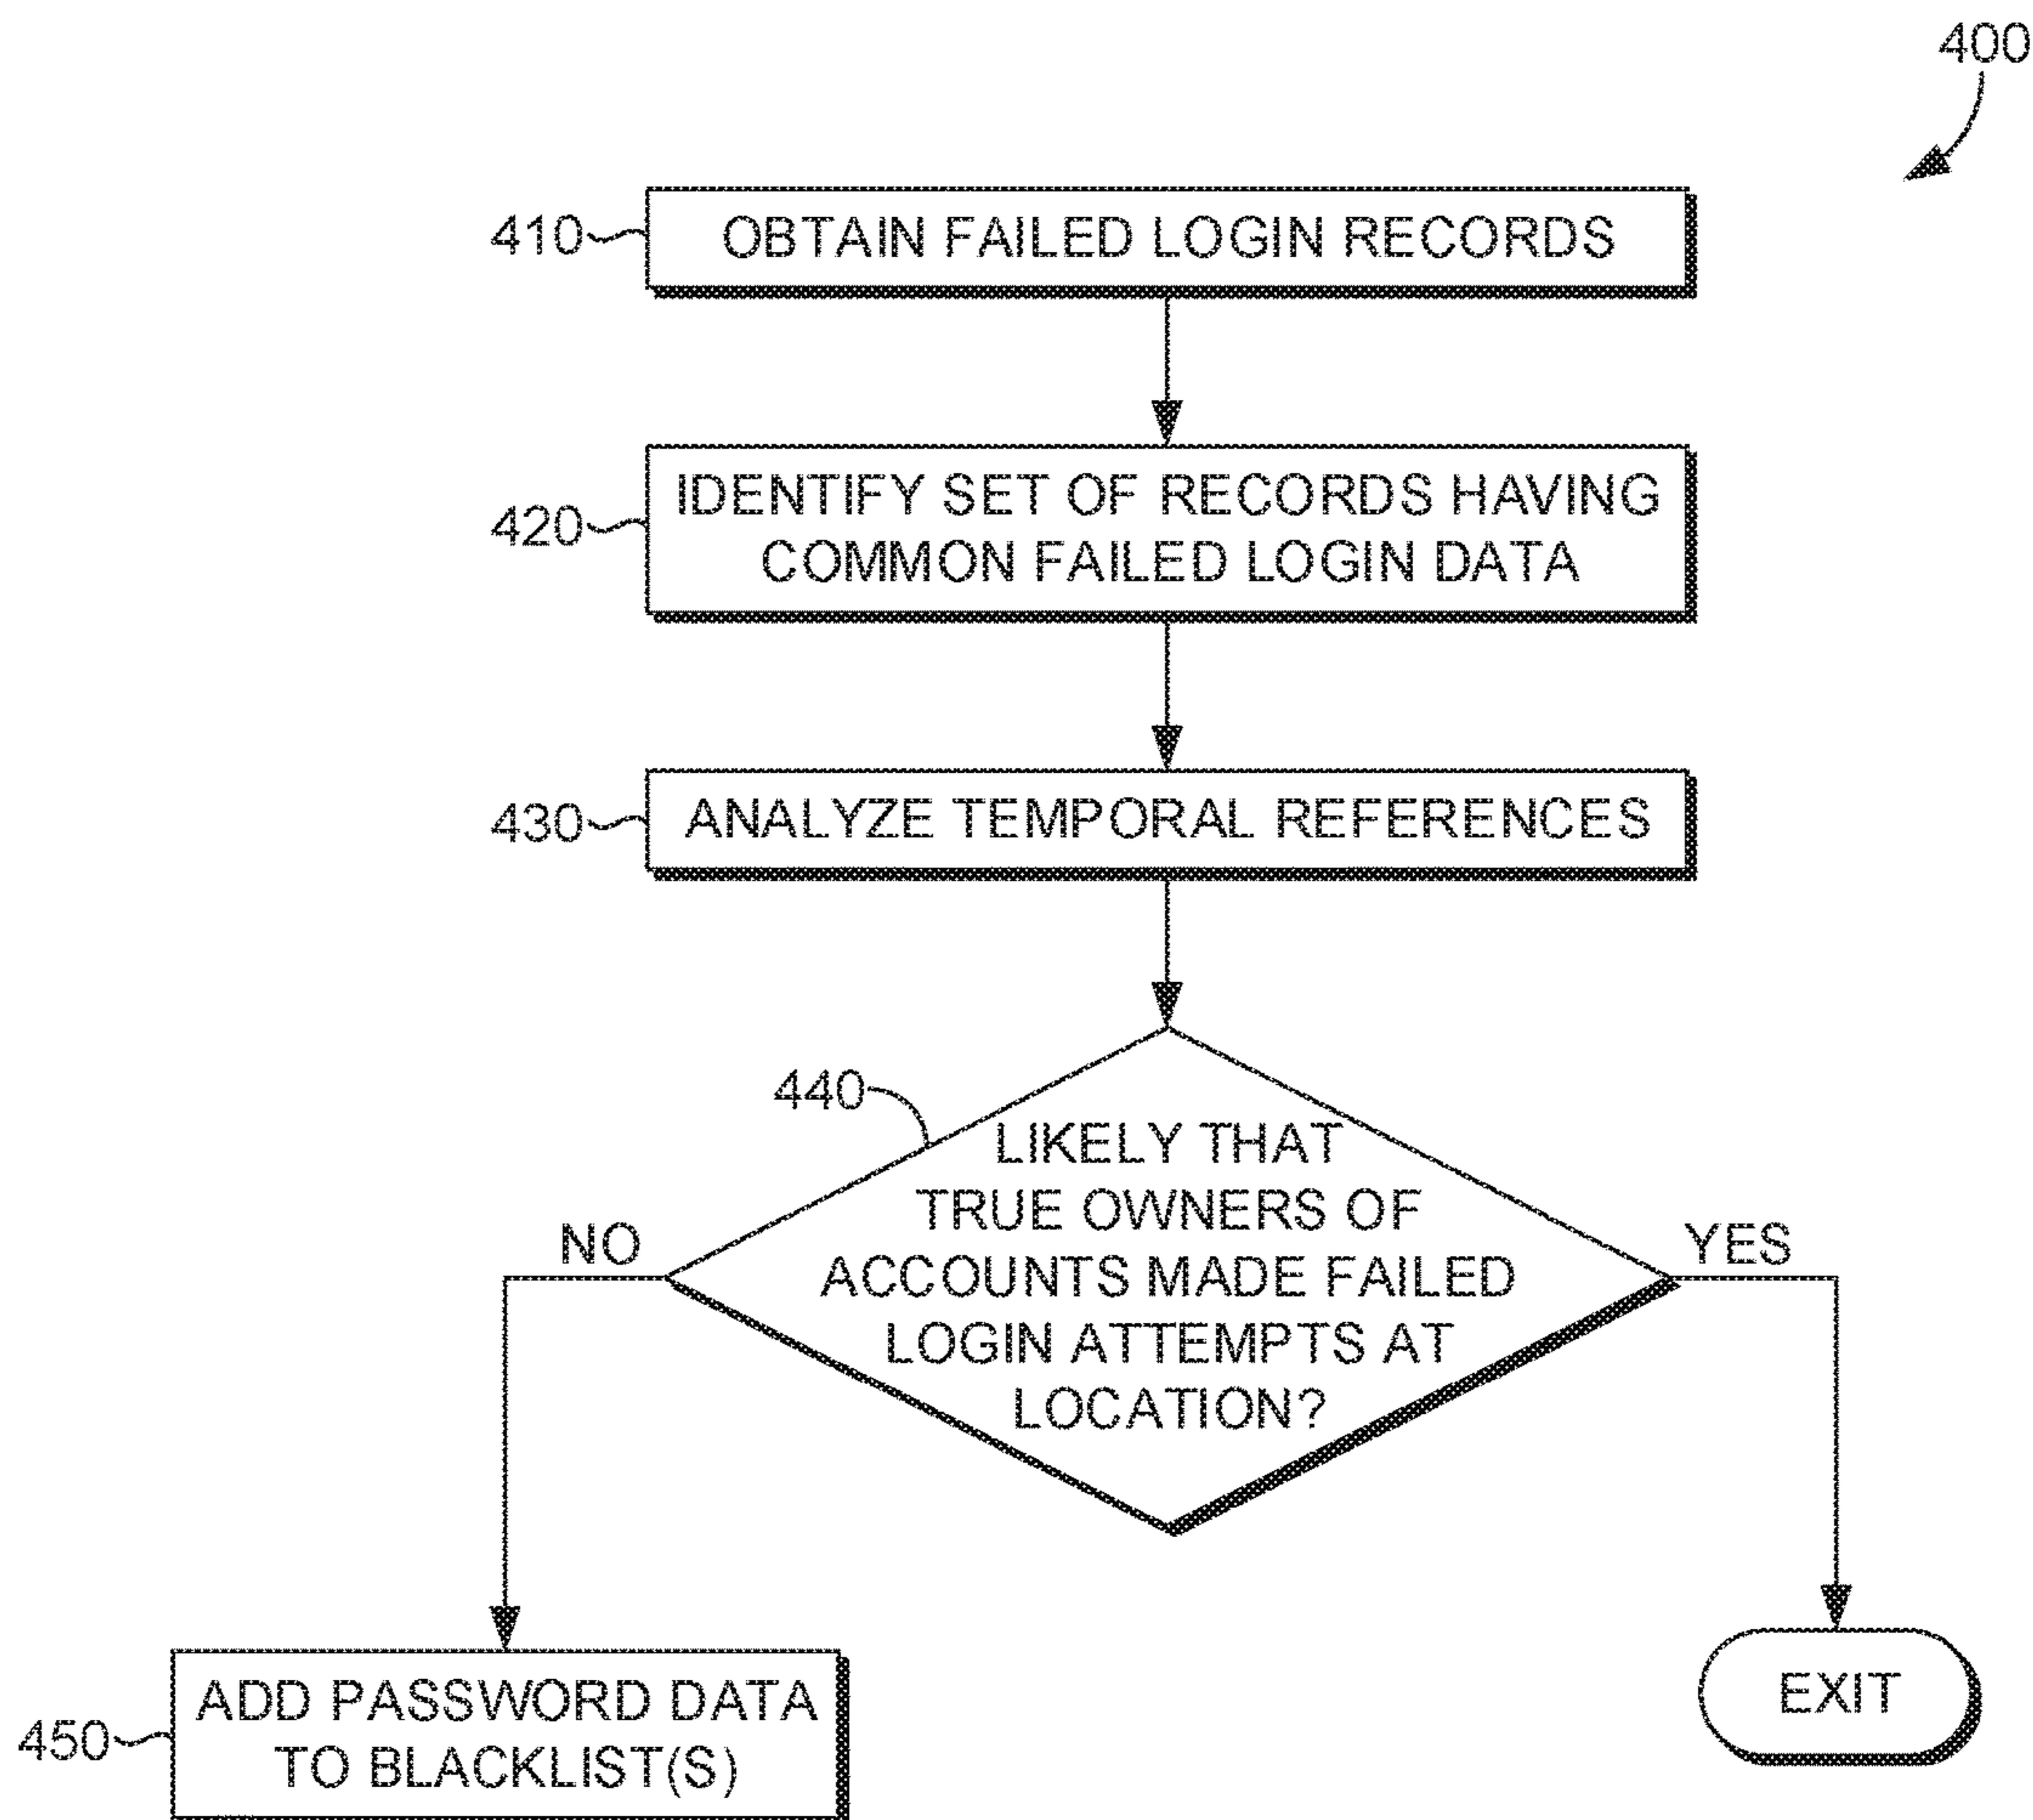 400
410
OBTAIN FAILED LOGIN RECORDS
420
IDENTIFY SET OF RECORDS HAVING
COMMON FAILED LOGIN DATA
430
ANALYZE TEMPORAL REFERENCES
440
LIKELY THAT
TRUE OWNERS OF
ACCOUNTS MADE FAILED
LOGIN ATTEMPTS AT
LOCATION?
NO
YES
450
ADD PASSWORD DATA
TO BLACKLIST(S)
EXIT